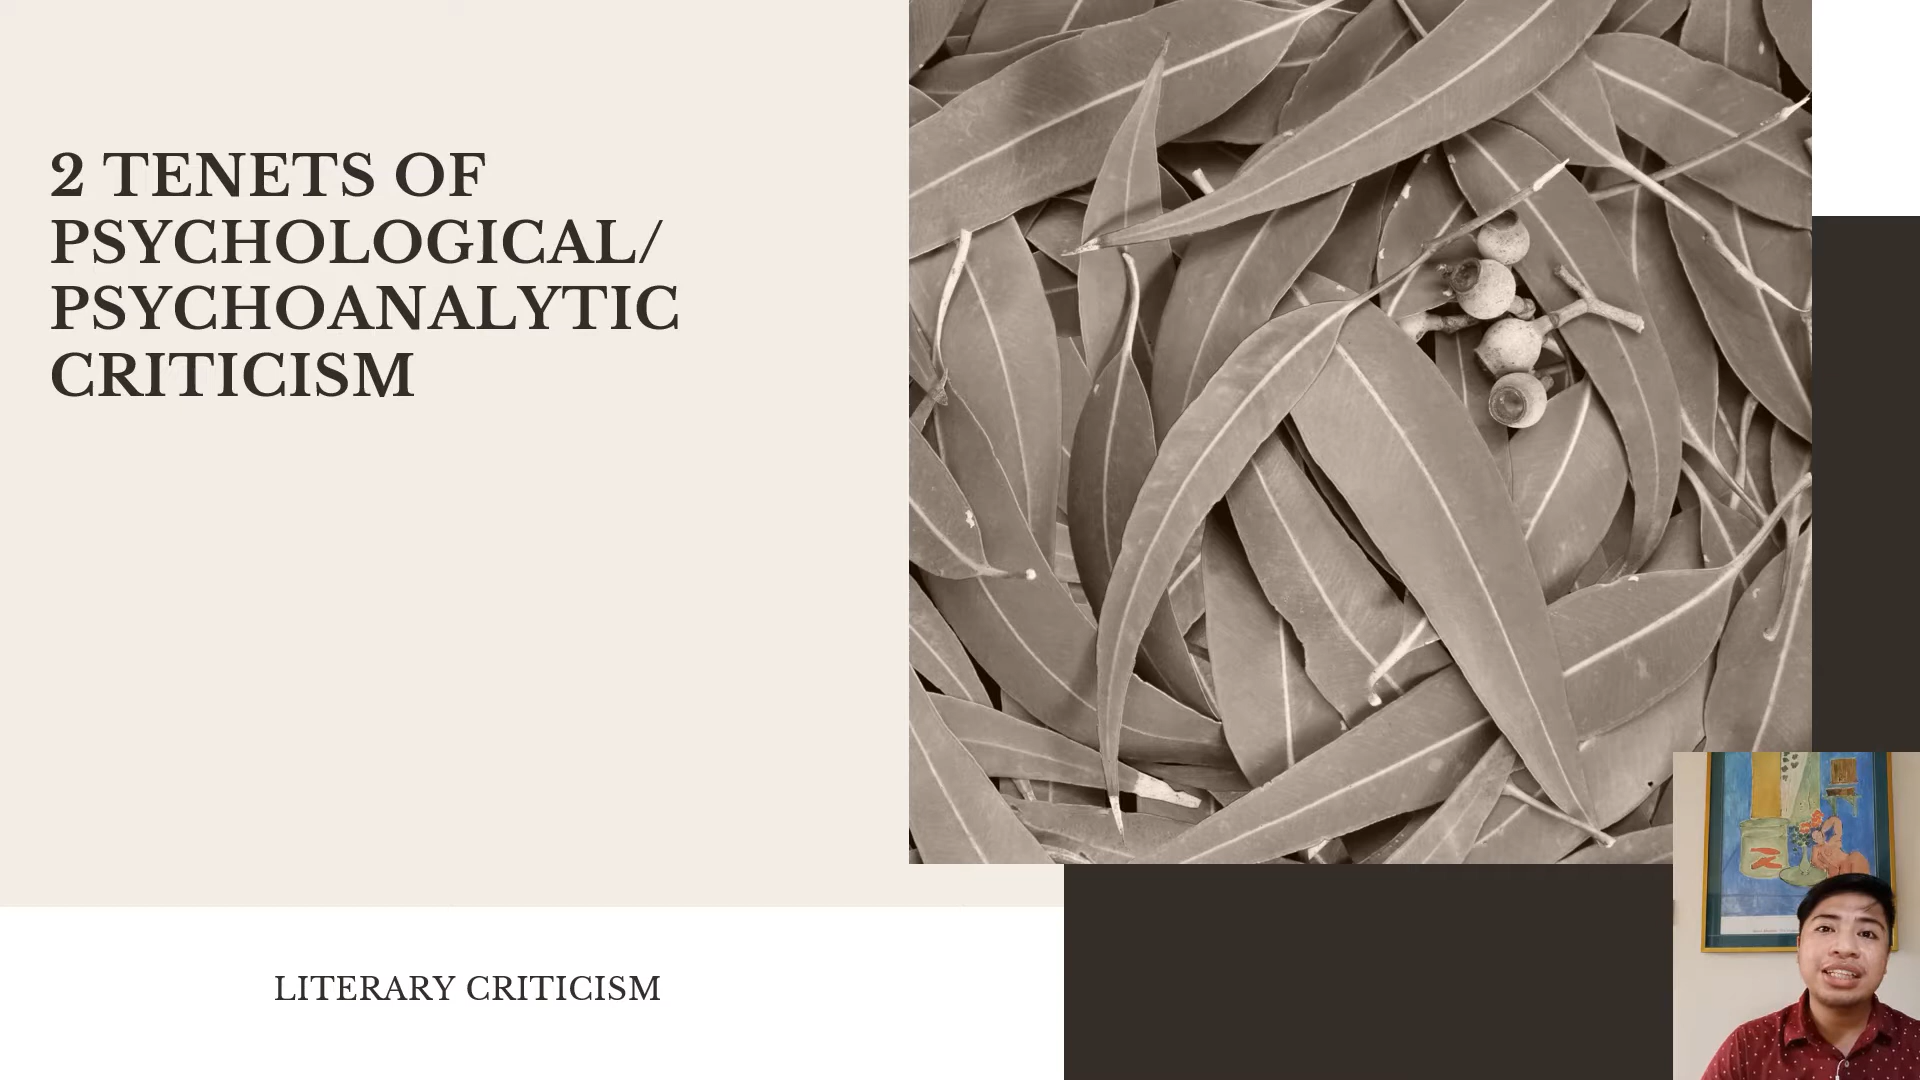 2 TENETS OF
PSYCHOLOGICAL/
PSYCHOANALYTIC
CRITICISM
LITERARY CRITICISM